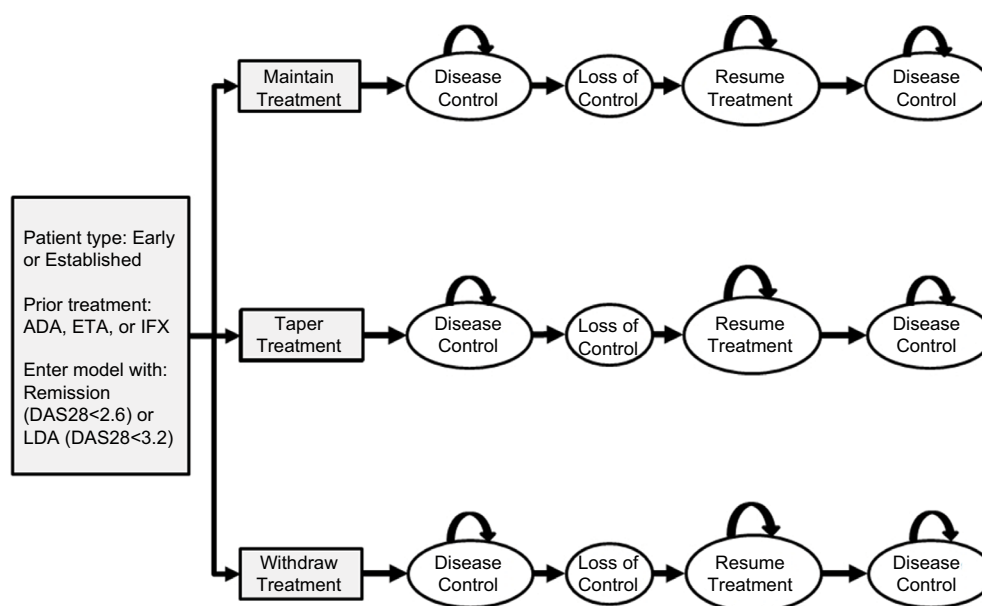 Maintain
Treatment
Disease
Control
Loss of
Control
Resume
Treatment
Disease
Control
Patient type: Early
or Established
Prior treatment:
ADA, ETA, or IFX
Enter model with:
Remission
(DAS28<2.6) or
LDA (DAS28<3.2)
Taper
Treatment
Disease
Control
Loss of
Control
Resume
Treatment
Disease
Control
Withdraw
Treatment
Disease
Control
Loss of
Control
Resume
Treatment
Disease
Control